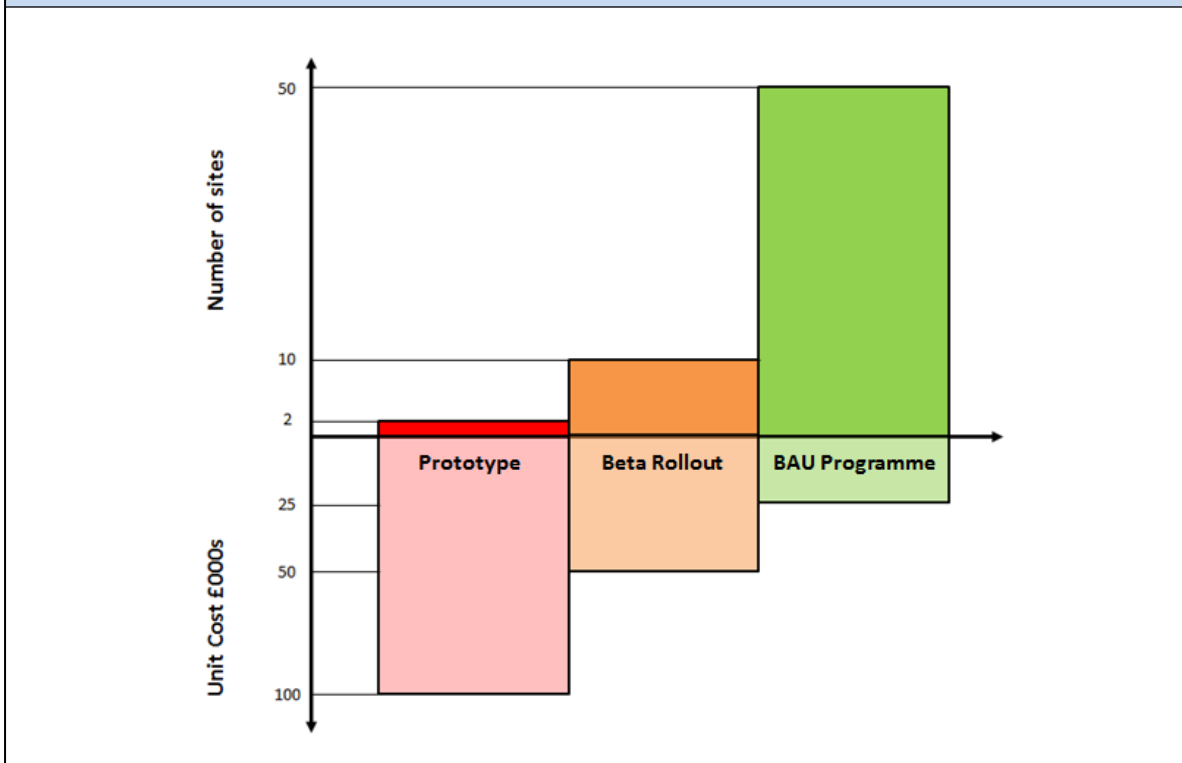 50
Number of sites
10
2
Prototype
Beta Rollout
BAU Programme
25
50
Unit Cost £000s
100